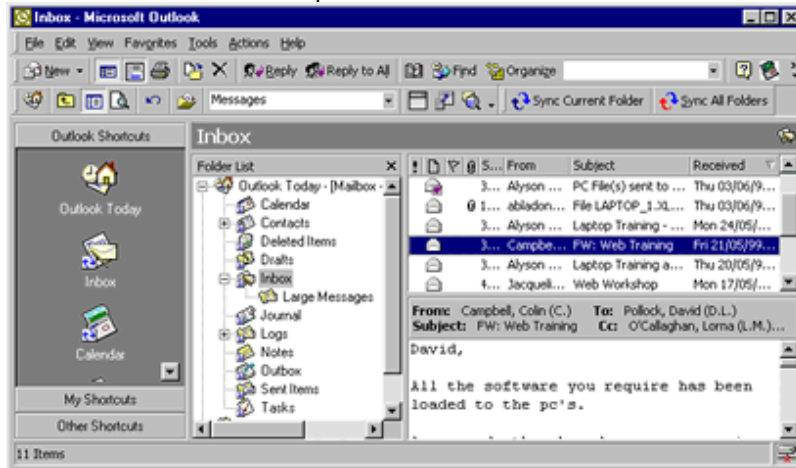 Inbox - Microsoft Outlook
File Edit View Favorites Tools Actions Help
New Reply Reply to All Find Organize
Messages Sync Current Folder Sync All Folders
Outlook Shortcuts
Outlook Today
Inbox
Calendar
My Shortcuts
Other Shortcuts
Inbox
Folder List
Outlook Today - [Mailbox -
Calendar
Contacts
Deleted Items
Drafts
Inbox
Large Messages
Journal
Logs
Notes
Outbox
Sent Items
Tasks
! S... From Subject Received
3... Alyson ... PC File(s) sent to ... Thu 03/06/9...
1... abladon... File LAPTOP_1.XL... Thu 03/06/9...
3... Alyson ... Laptop Training - ... Mon 24/05/...
3... Campbe... FW: Web Training Fri 21/05/99...
3... Alyson ... Laptop Training a... Thu 20/05/9...
4... Jacqueli... Web Workshop Mon 17/05/...
From: Campbell, Colin (C.) To: Pollock, David (D.L.)
Subject: FW: Web Training Cc: O'Callaghan, Lorna (L.M.)...
David,
All the software you require has been
loaded to the pc's.
11 Items